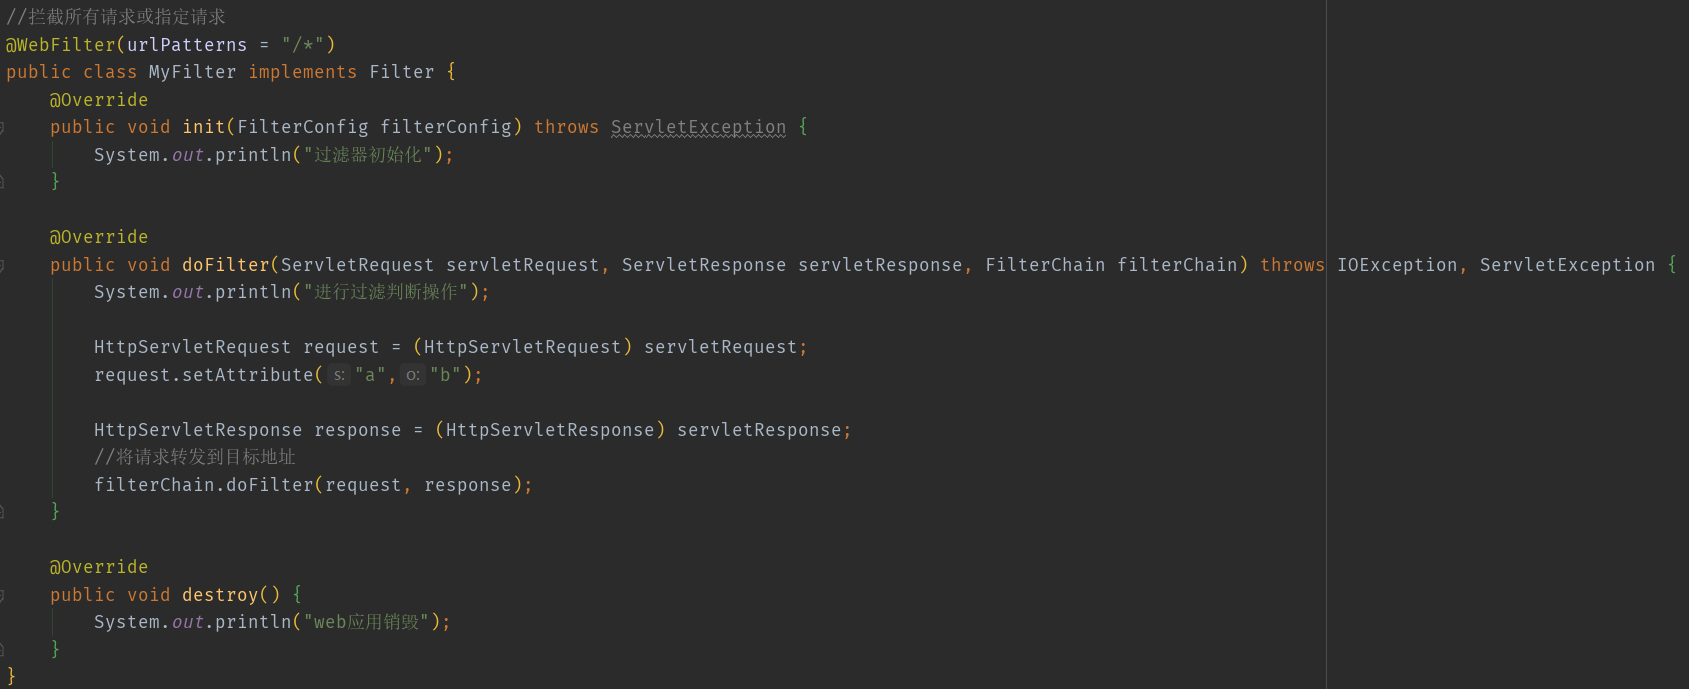 //拦截所有请求或指定请求
@WebFilter(urlPatterns = "/*")
public class MyFilter implements Filter {
    @Override
    public void init(FilterConfig filterConfig) throws ServletException {
        System.out.println("过滤器初始化");
    }

    @Override
    public void doFilter(ServletRequest servletRequest, ServletResponse servletResponse, FilterChain filterChain) throws IOException, ServletException {
        System.out.println("进行过滤判断操作");

        HttpServletRequest request = (HttpServletRequest) servletRequest;
        request.setAttribute( s: "a", o: "b");

        HttpServletResponse response = (HttpServletResponse) servletResponse;
        //将请求转发到目标地址
        filterChain.doFilter(request, response);
    }

    @Override
    public void destroy() {
        System.out.println("web应用销毁");
    }
}